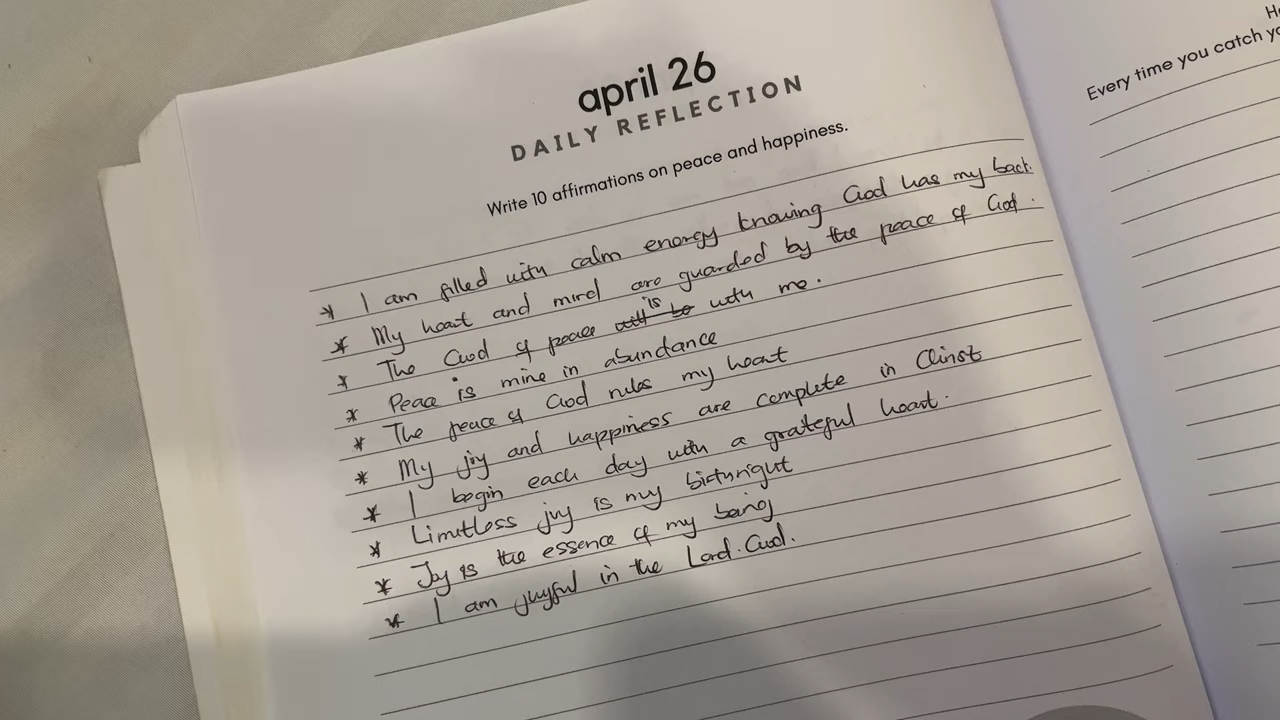 april 26
DAILY REFLECTION
Write 10 affirmations on peace and happiness.
* I am filled with calm energy knowing God has my back.
* My heart and mind are guarded by the peace of God.
* The God of peace will be is with me.
* Peace is mine in abundance
* The peace of God rules my heart
* My joy and happiness are complete in Christ
* I begin each day with a grateful heart.
* Limitless joy is my birthright
* Joy is the essence of my being
* I am joyful in the Lord. God.
Every time you catch